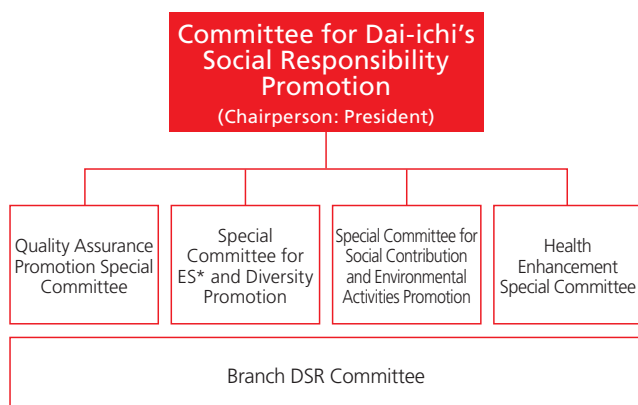 Committee for Dai-ichi's
Social Responsibility
Promotion
(Chairperson: President)
Quality Assurance
Promotion Special
Committee
Special
Committee for
ES* and Diversity
Promotion
Special Committee for
Social Contribution
and Environmental
Activities Promotion
Health
Enhancement
Special Committee
Branch DSR Committee